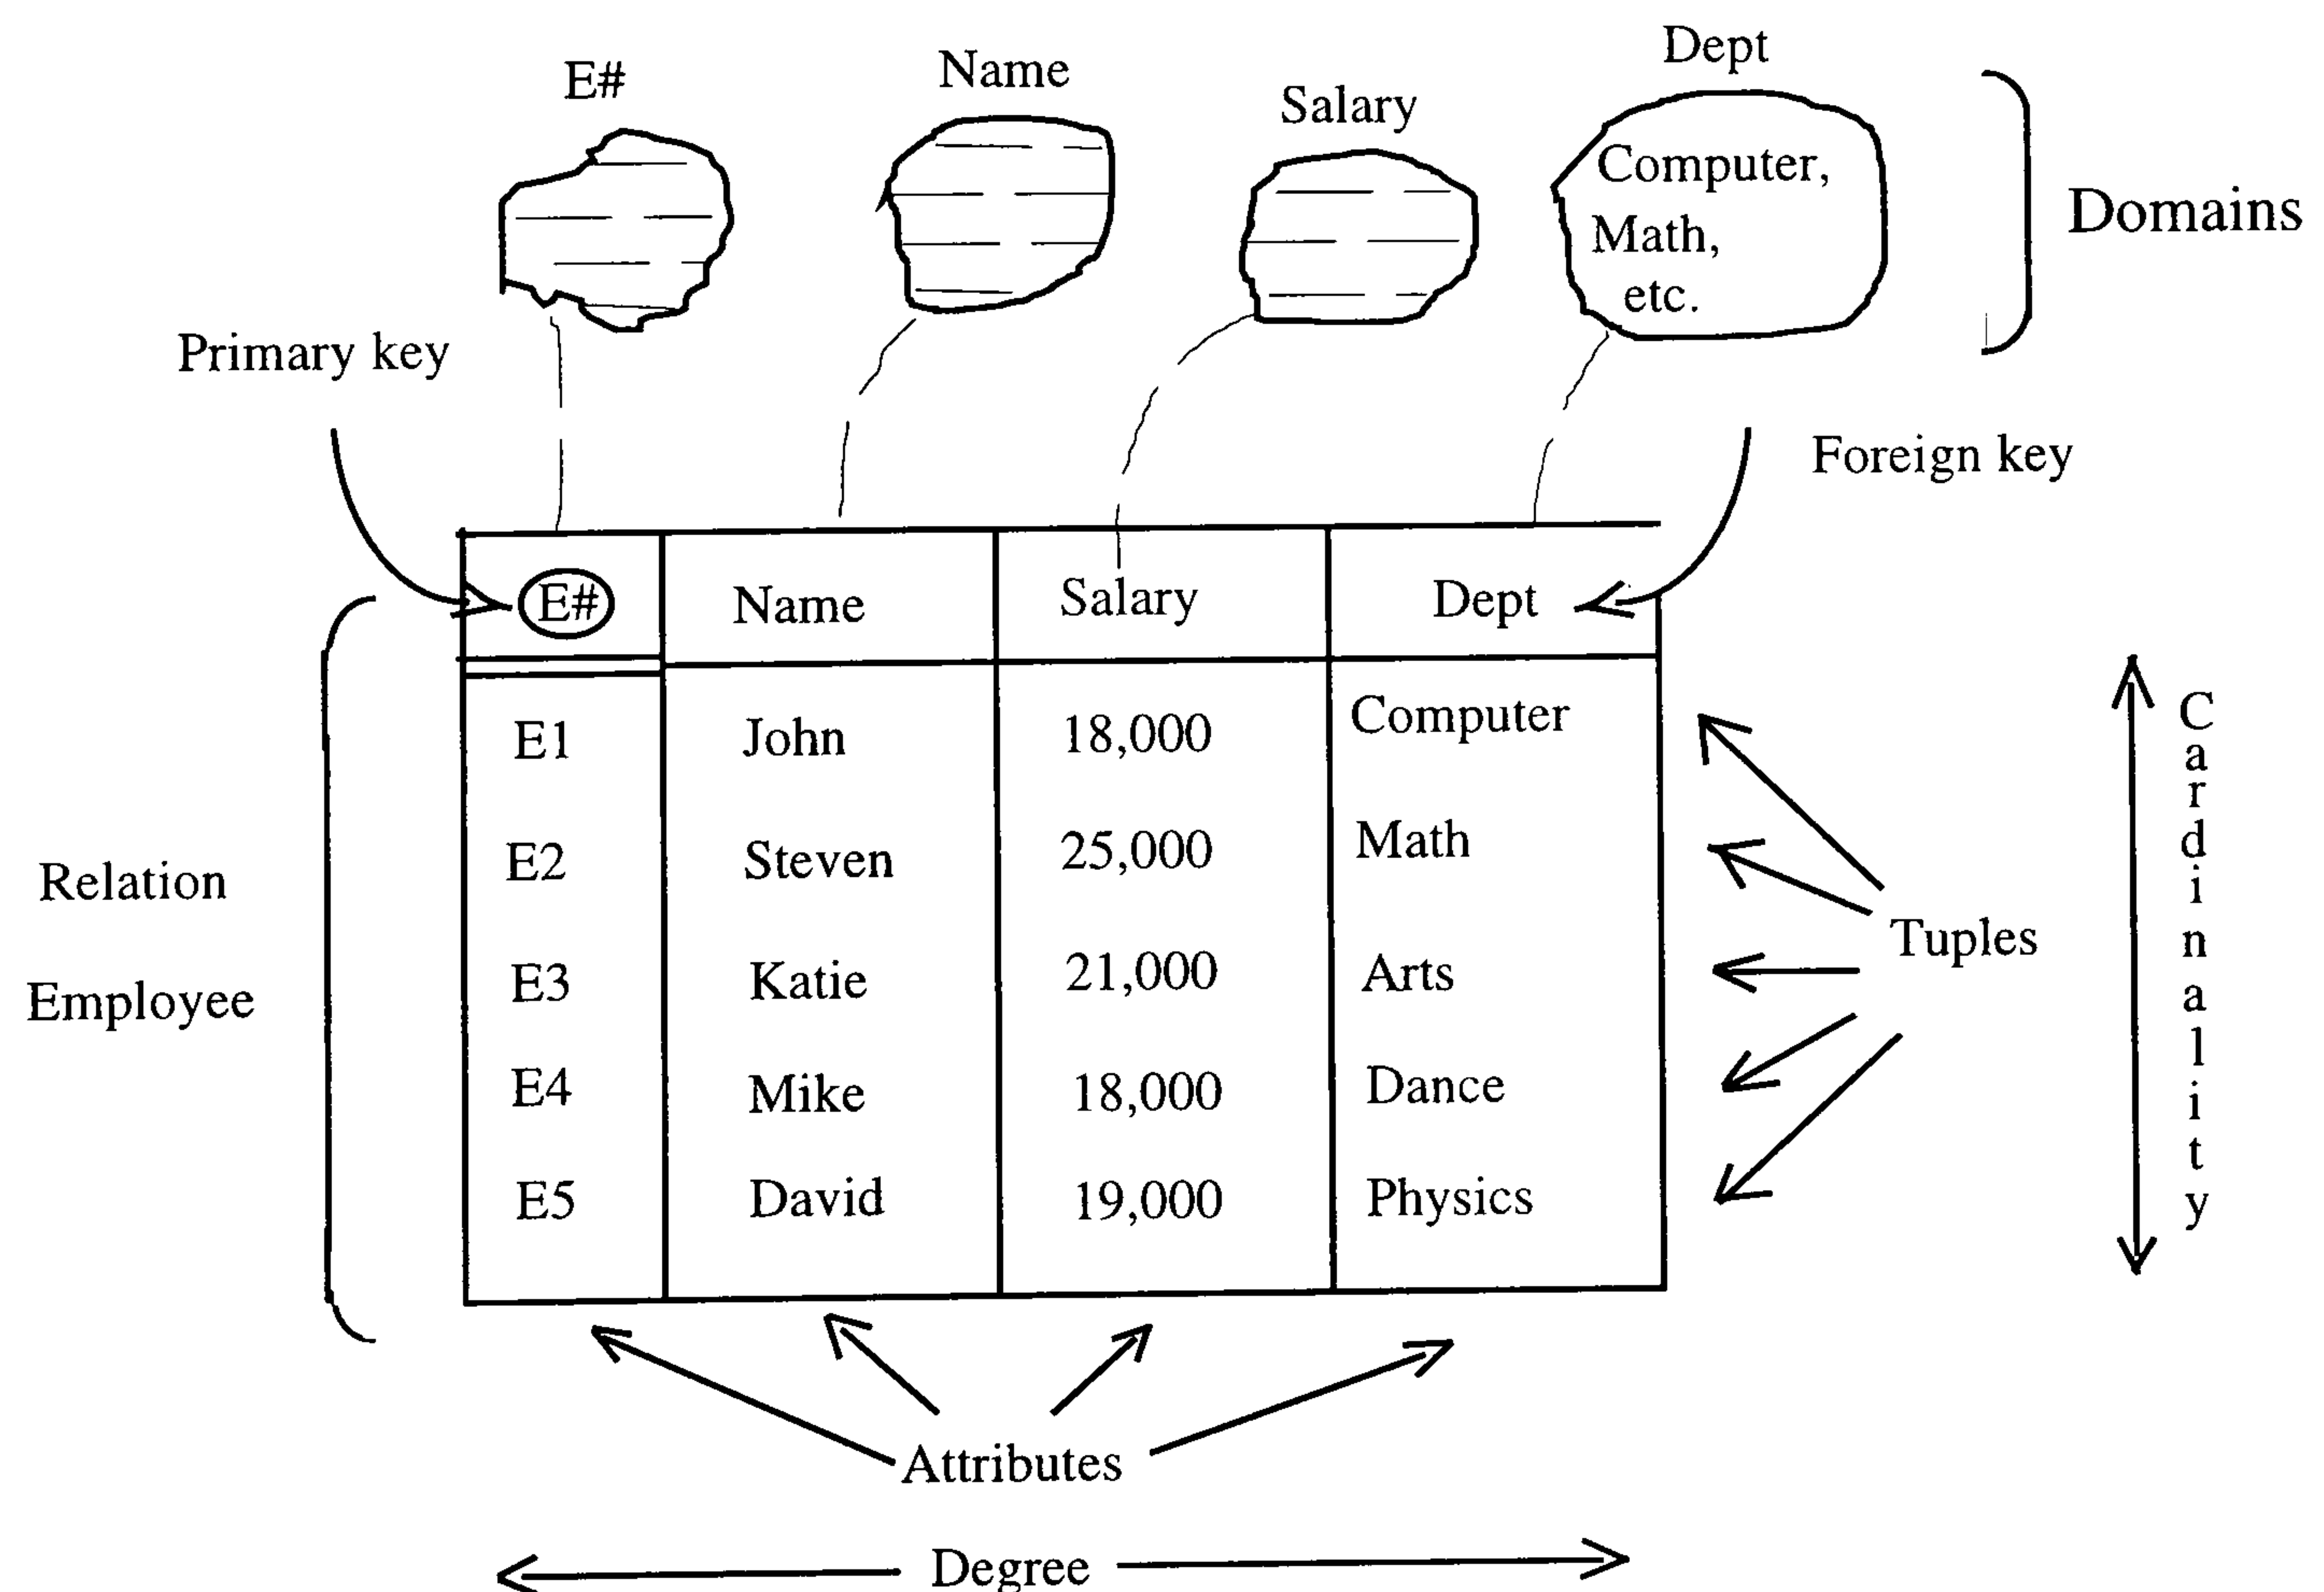 E# Name Salary Dept
Computer,
Math,
etc.
Domains
Primary key
Foreign key
E# Name Salary Dept
E1 John 18,000 Computer
E2 Steven 25,000 Math
E3 Katie 21,000 Arts
E4 Mike 18,000 Dance
E5 David 19,000 Physics
Relation
Employee
Tuples
Cardinality
Attributes
Degree